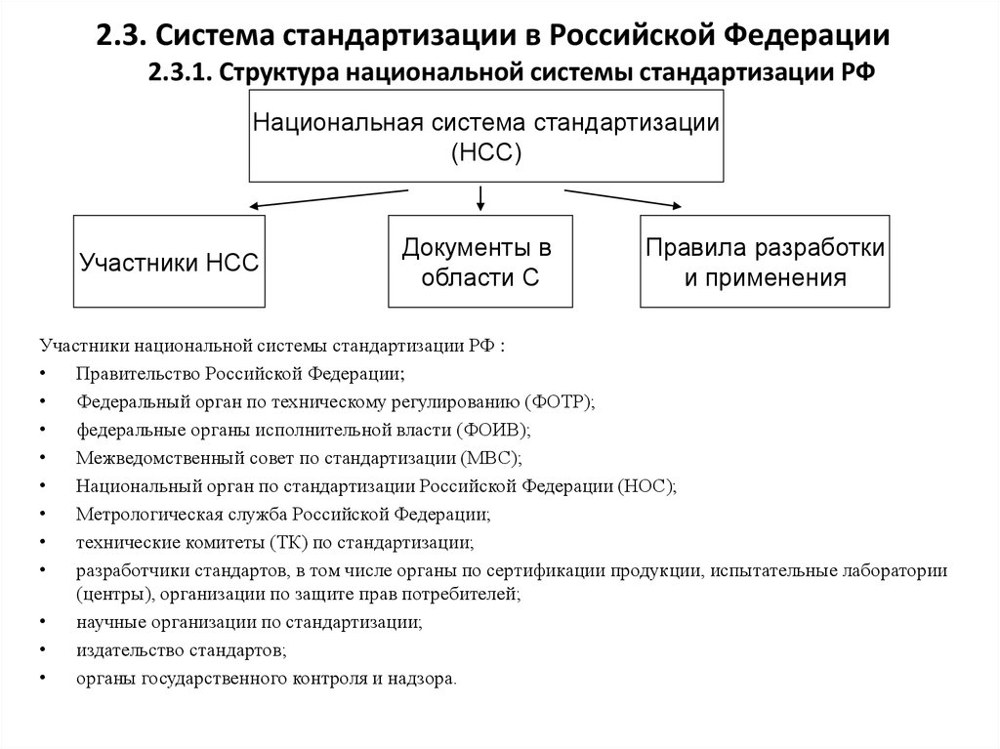 2.3. Система стандартизации в Российской Федерации
2.3.1. Структура национальной системы стандартизации РФ
Национальная система стандартизации
(НСС)
Участники НСС
Документы в
области С
Правила разработки
и применения
Участники национальной системы стандартизации РФ :
• Правительство Российской Федерации;
• Федеральный орган по техническому регулированию (ФОТР);
• федеральные органы исполнительной власти (ФОИВ);
• Межведомственный совет по стандартизации (МВС);
• Национальный орган по стандартизации Российской Федерации (НОС);
• Метрологическая служба Российской Федерации;
• технические комитеты (ТК) по стандартизации;
• разработчики стандартов, в том числе органы по сертификации продукции, испытательные лаборатории
(центры), организации по защите прав потребителей;
• научные организации по стандартизации;
• издательство стандартов;
• органы государственного контроля и надзора.